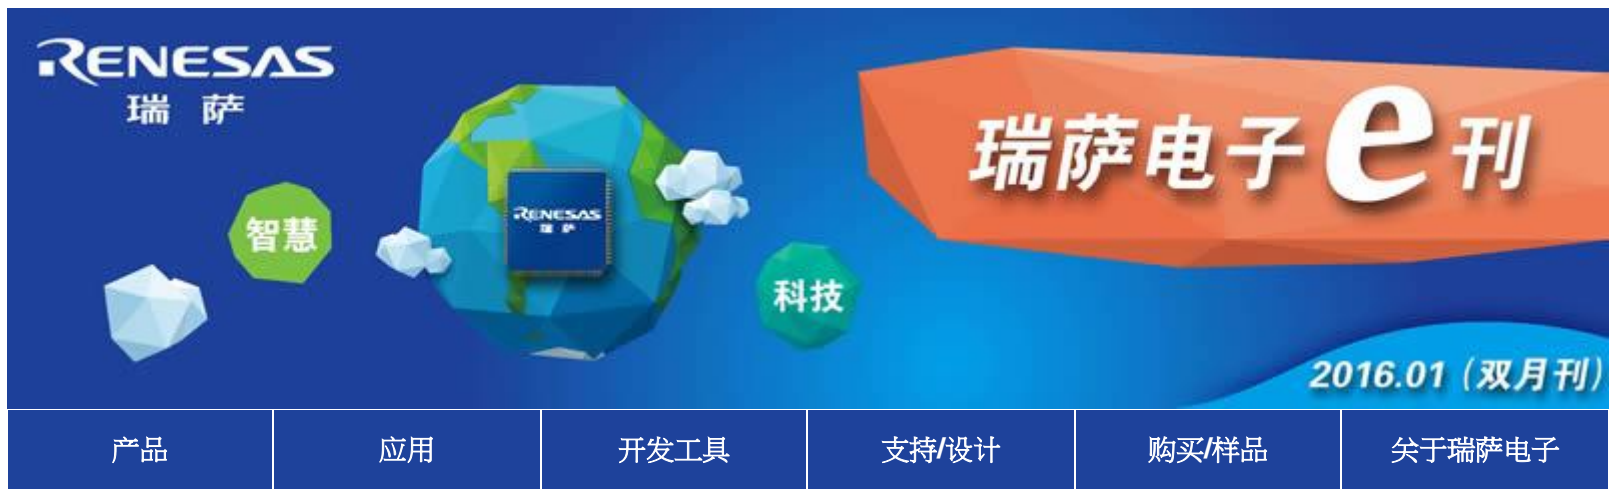 RENESAS
瑞萨
瑞萨电子e刊
智慧
RENESAS
瑞萨
科技
2016.01（双月刊）
产品
应用
开发工具
支持/设计
购买/样品
关于瑞萨电子